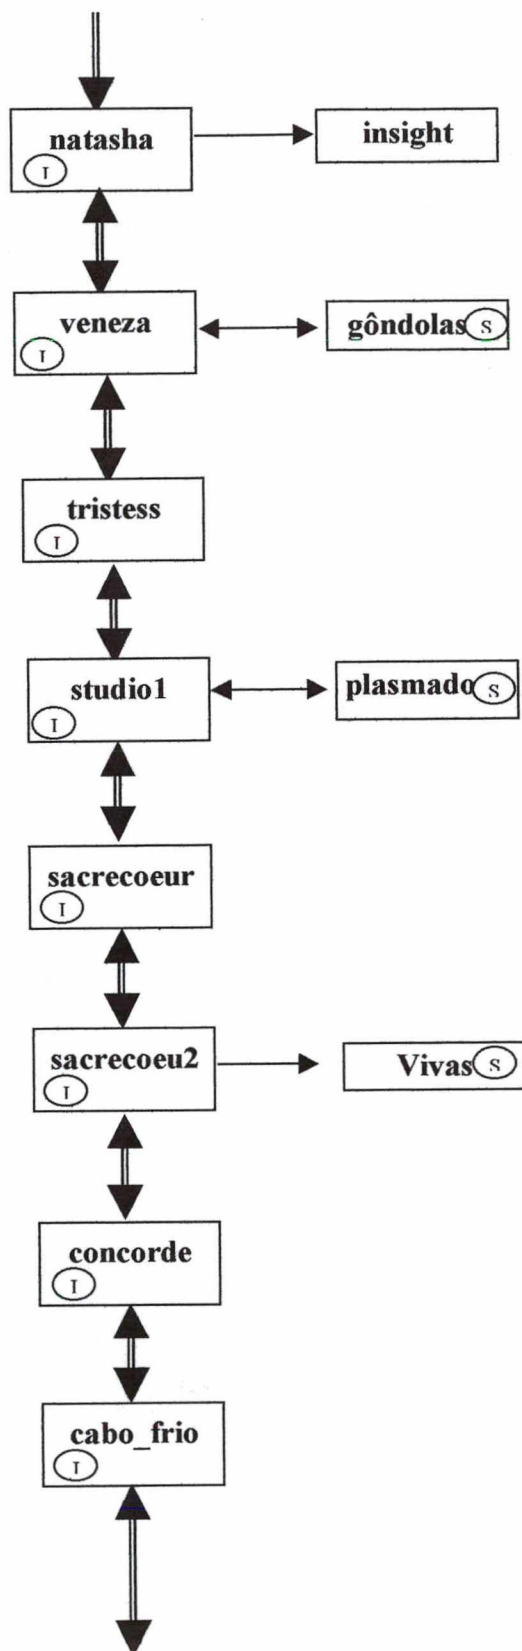 natasha
I
insight
veneza
I
gôndolas S
tristess
I
studio1
I
plasmado S
sacrecoeur
I
sacrecoeu2
I
Vivas S
concorde
I
cabo_frio
I